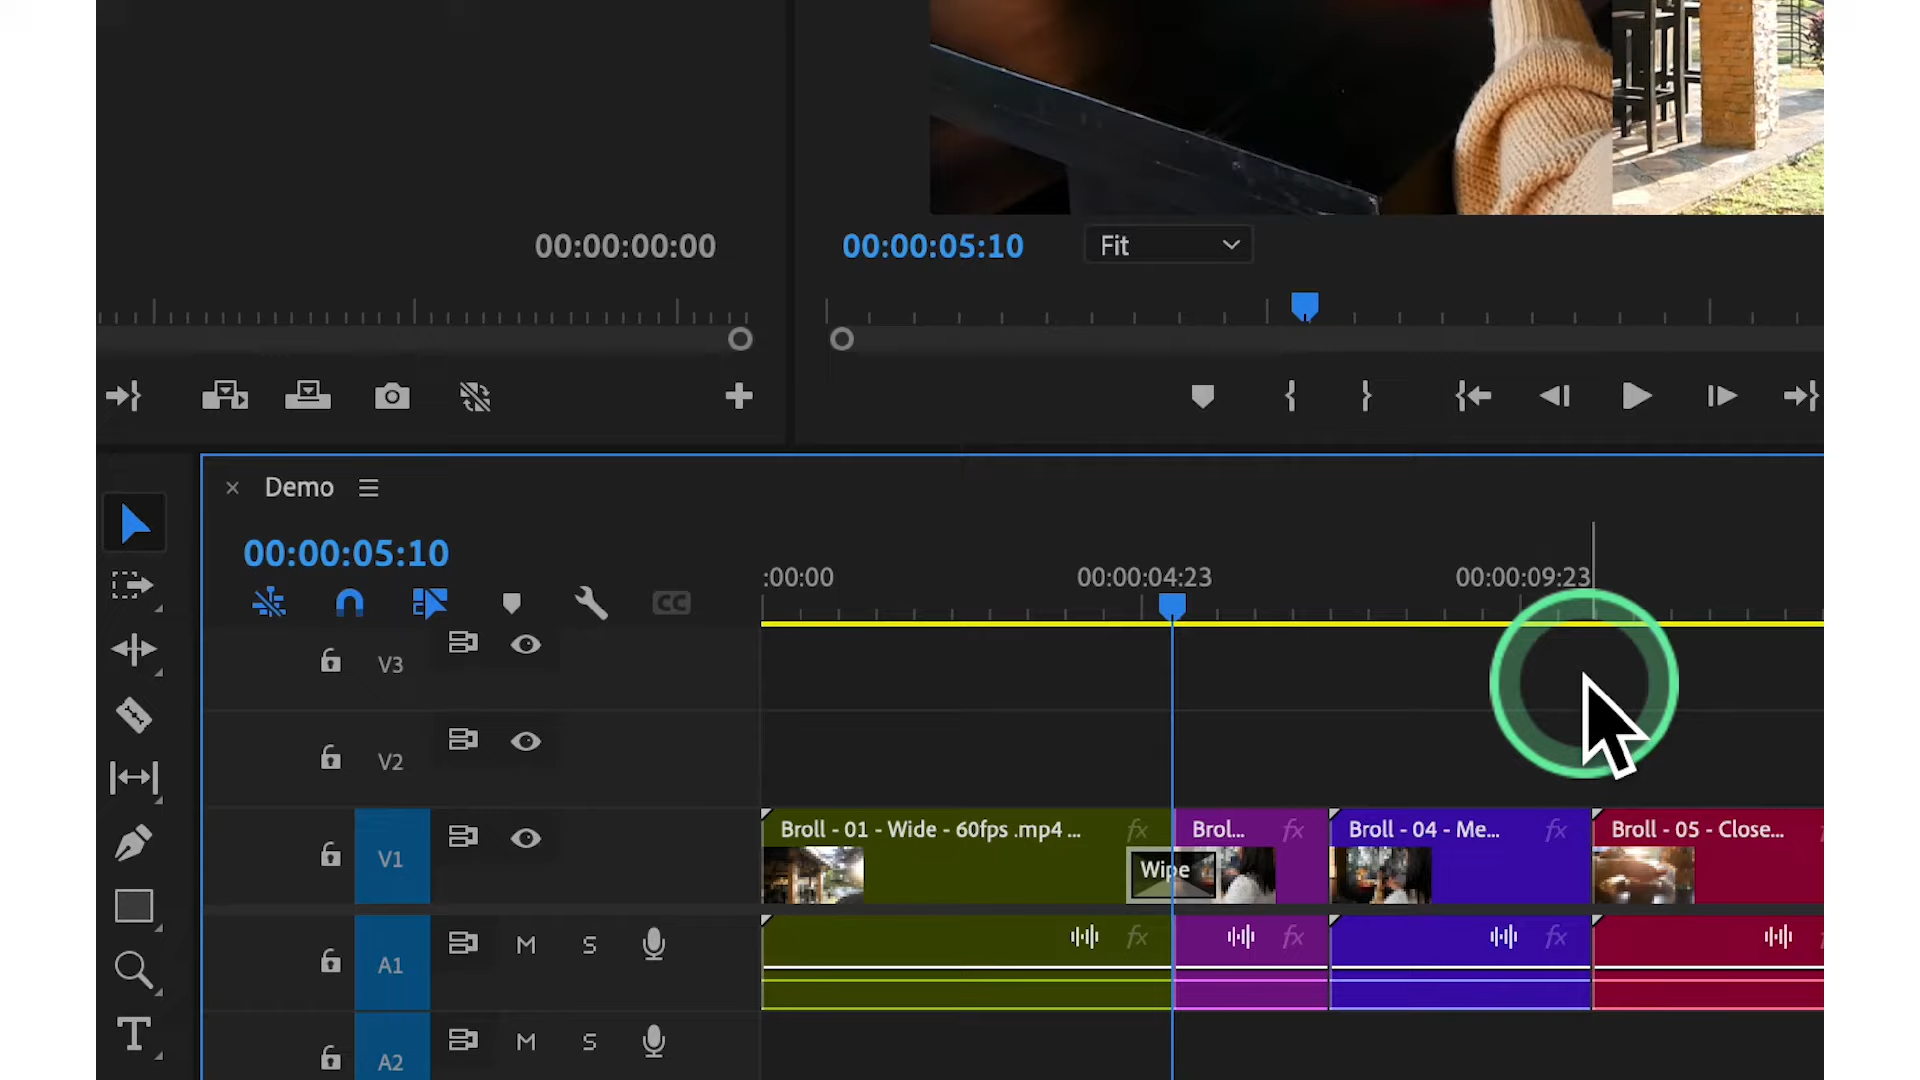 00:00:00:00
00:00:05:10
Fit
Demo
00:00:05:10
:00:00
00:00:04:23
00:00:09:23
CC
V3
V2
V1
Broll - 01 - Wide - 60fps .mp4 ...
fx
Brol...
fx
Broll - 04 - Me...
fx
Broll - 05 - Close...
Wipe
A1
M
S
fx
fx
fx
A2
M
S
T